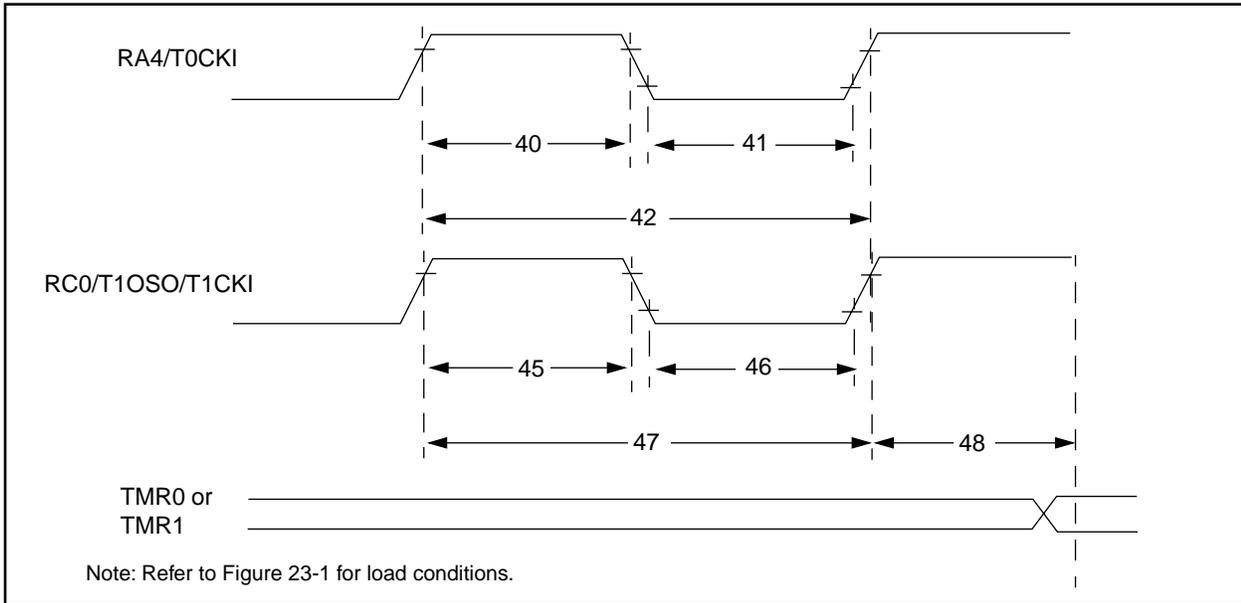 RA4/T0CKI
40
41
42
RC0/T1OSO/T1CKI
45
46
47
48
TMR0 or
TMR1
Note: Refer to Figure 23-1 for load conditions.